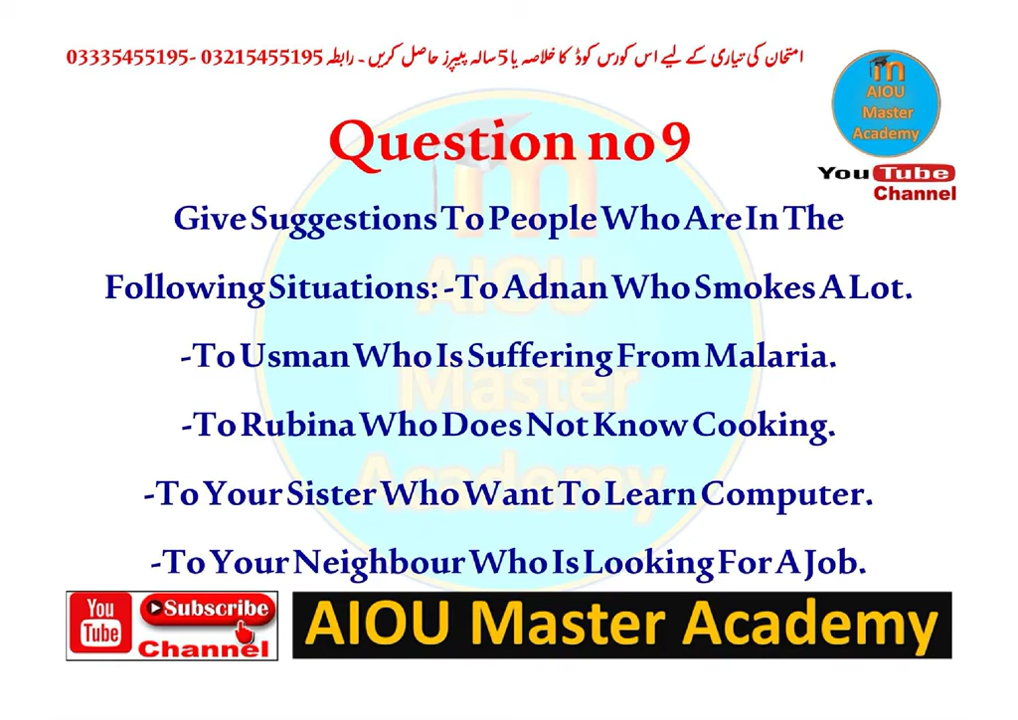 امتحان کی تیاری کے لیے اس کورس کوڈ کا خلاصہ یا 5 سالہ پیپرز حاصل کریں۔ رابطہ 03215455195 -03335455195
m
AIOU
Master
Academy
YouTube
Channel
Question no 9
Give Suggestions To People Who Are In The
Following Situations: -To Adnan Who Smokes A Lot.
-To Usman Who Is Suffering From Malaria.
-To Rubina Who Does Not Know Cooking.
-To Your Sister Who Want To Learn Computer.
-To Your Neighbour Who Is Looking For A Job.
m
AIOU
Master
Academy
You
Tube
Subscribe
Channel
AIOU Master Academy